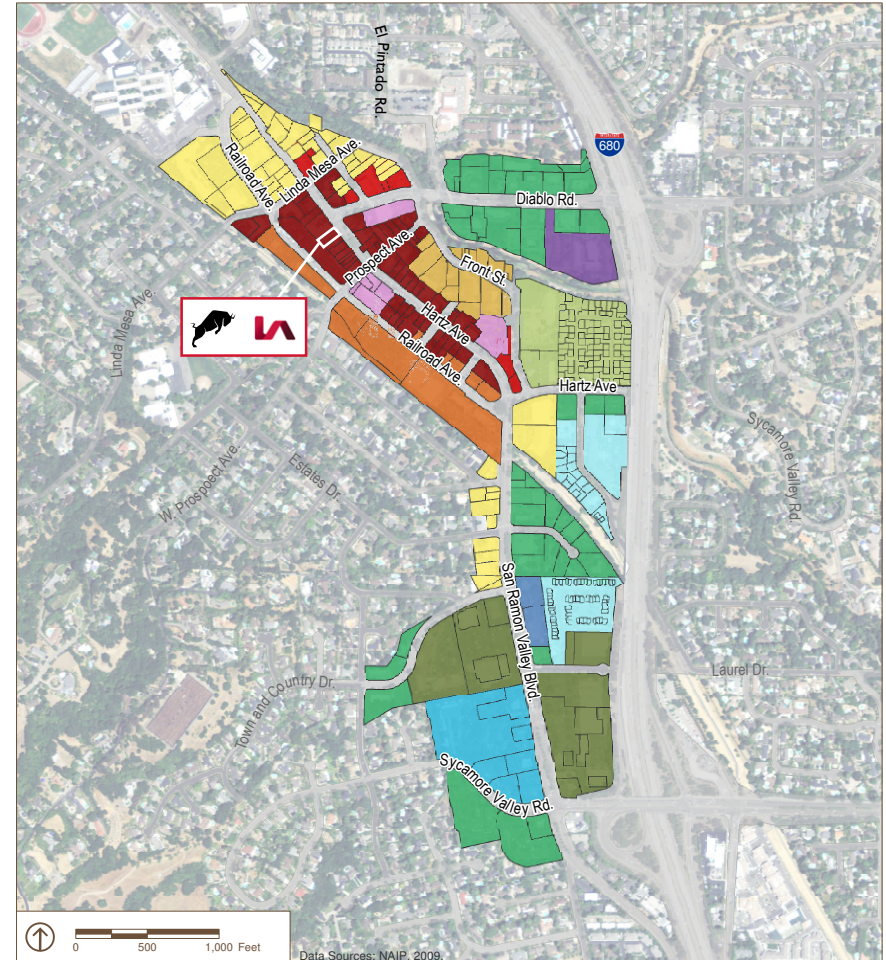 El Pintado Rd.
INTERSTATE
680
Railroad Ave.
Linda Mesa Ave.
Diablo Rd.
Prospect Ave.
Front St.
Linda Mesa Ave.
Hartz Ave
Railroad Ave.
Hartz Ave
Sycamore Valley Rd.
W. Prospoect Ave.
Estates Dr.
San Ramon Valley Blvd.
Laurel Dr.
Town and Country Dr.
Sycamore Valley Rd.
0 500 1,000 Feet
Data Sources: NAIP, 2009.